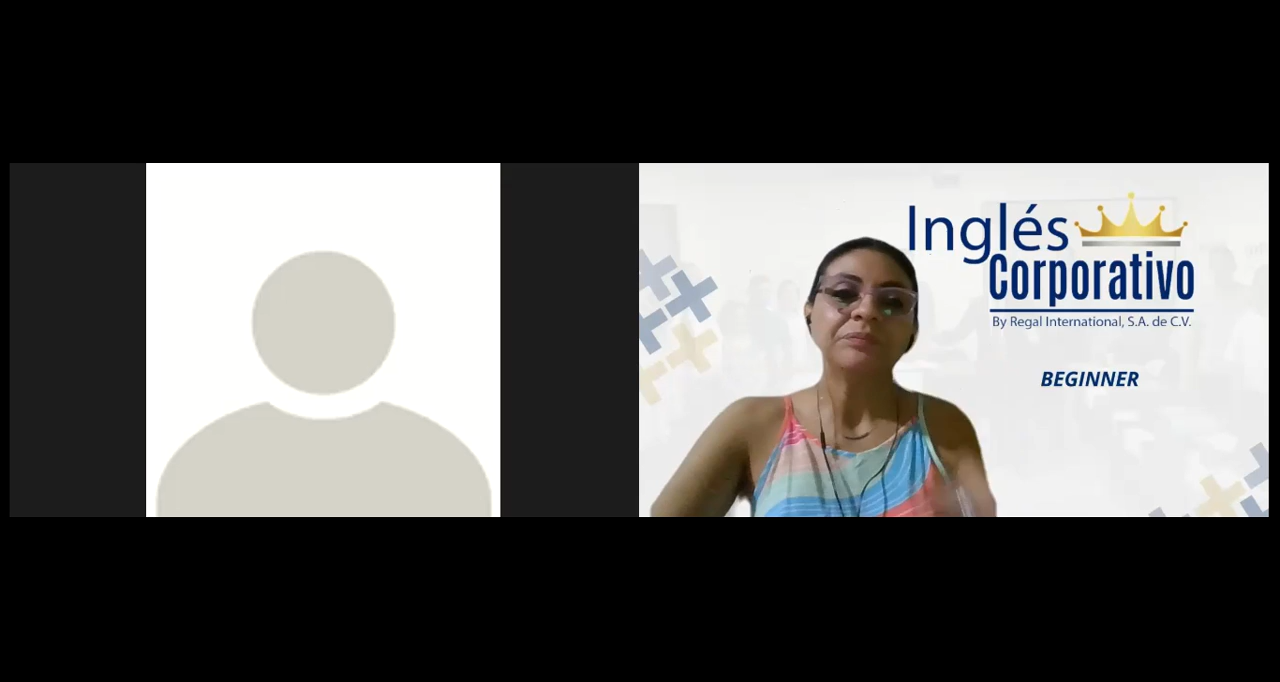 Inglés
Corporativo
By Regal International, S.A. de C.V.
BEGINNER